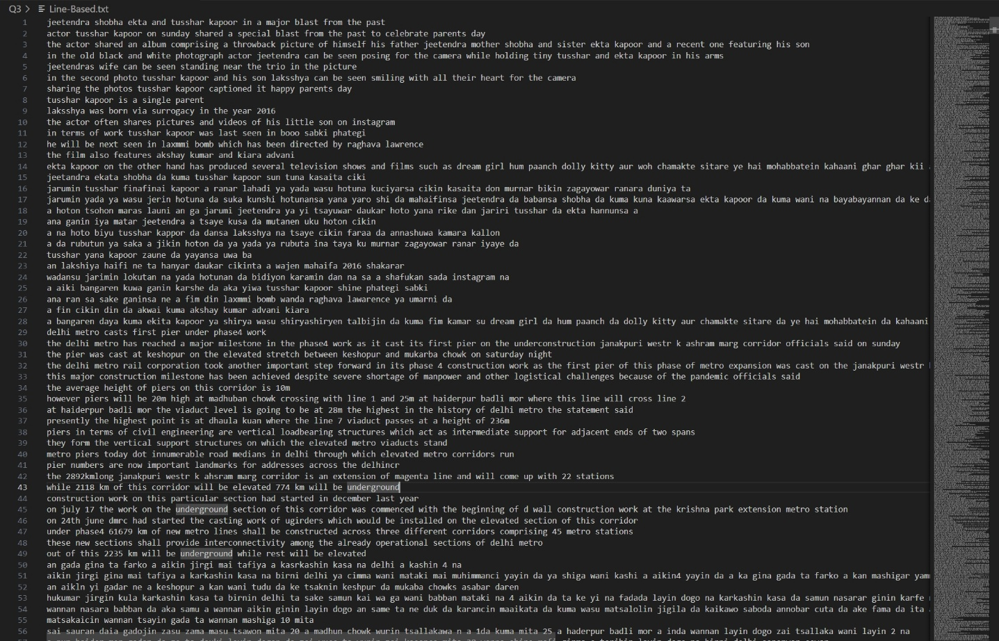 Q3 > Line-Based.txt
1 jeetendra shobha ekta and tusshar kapoor in a major blast from the past
2 actor tusshar kapoor on sunday shared a special blast from the past to celebrate parents day
3 the actor shared an album comprising a throwback picture of himself his father jeetendra mother shobha and sister ekta kapoor and a recent one featuring his son
4 in the old black and white photograph actor jeetendra can be seen posing for the camera while holding tiny tusshar and ekta kapoor in his arms
5 jeetendras wife can be seen standing near the trio in the picture
6 in the second photo tusshar kapoor and his son laksshya can be seen smiling with all their heart for the camera
7 sharing the photos tusshar kapoor captioned it happy parents day
8 tusshar kapoor is a single parent
9 laksshya was born via surrogacy in the year 2016
10 the actor often shares pictures and videos of his little son on instagram
11 in terms of work tusshar kapoor was last seen in booo sabki phategi
12 he will be next seen in laxmmi bomb which has been directed by raghava lawrence
13 the film also features akshay kumar and kiara advani
14 ekta kapoor on the other hand has produced several television shows and films such as dream girl hum paanch dolly kitty aur woh chamakte sitare ye hai mohabbatein kahaani ghar ghar kii
15 jeetandra ekata shobha da kuma tusshar kapoor sun tuna kasaita ciki
16 jarumin tusshar finafinai kapoor a ranar lahadi ya yada wasu hotuna kuciyarsa cikin kasaita don murnar bikin zagayowar ranara duniya ta
17 jarumin yada ya wasu jerin hotuna da suka kunshi hotunansa yana yaro shi da mahaifinsa jeetendra da babansa shobha da kuma kuna kaawarsa ekta kapoor da kuma wani na bayabayannan da ke da
18 a hoton tsohon maras launi an ga jarumi jeetendra ya yi tsayuwar daukar hoto yana rike dan jariri tusshar da ekta hannunsa a
19 ana ganin iya matar jeetendra a tsaye kusa da mutanen uku hoton cikin
20 a na hoto biyu tusshar kappor da dansa laksshya na tsaye cikin faraa da annashuwa kamara kallon
21 a da rubutun ya saka a jikin hoton da ya yada ya rubuta ina taya ku murnar zagayowar ranar iyaye da
22 tusshar yana kapoor zaune da yayansa uwa ba
23 an lakshiya haifi ne ta hanyar daukar cikinta a wajen mahaifa 2016 shakarar
24 wadansu jarimin lokutan na yada hotunan da bidiyon karamin dan na sa a shafukan sada instagram na
25 a aiki bangaren kuwa ganin karshe da aka yiwa tusshar kapoor shine phategi sabki
26 ana ran sa sake ganinsa ne a fim din laxmmi bomb wanda raghava lawarence ya umarni da
27 a fin cikin din da akwai kuma akshay kumar advani kiara
28 a bangaren daya kuma ekita kapoor ya shirya wasu shiryashiryen talbijin da kuma fim kamar su dream girl da hum paanch da dolly kitty aur chamakte sitare da ye hai mohabbatein da kahaani
29 delhi metro casts first pier under phase4 work
30 the delhi metro has reached a major milestone in the phase4 work as it cast its first pier on the underconstruction janakpuri westr k ashram marg corridor officials said on sunday
31 the pier was cast at keshopur on the elevated stretch between keshopur and mukarba chowk on saturday night
32 the delhi metro rail corporation took another important step forward in its phase 4 construction work as the first pier of this phase of metro expansion was cast on the janakpuri westr
33 this major construction milestone has been achieved despite severe shortage of manpower and other logistical challenges because of the pandemic officials said
34 the average height of piers on this corridor is 10m
35 however piers will be 20m high at madhuban chowk crossing with line 1 and 25m at haiderpur badli mor where this line will cross line 2
36 at haiderpur badli mor the viaduct level is going to be at 28m the highest in the history of delhi metro the statement said
37 presently the highest point is at dhaula kuan where the line 7 viaduct passes at a height of 236m
38 piers in terms of civil engineering are vertical loadbearing structures which act as intermediate support for adjacent ends of two spans
39 they form the vertical support structures on which the elevated metro viaducts stand
40 metro piers today dot innumerable road medians in delhi through which elevated metro corridors run
41 pier numbers are now important landmarks for addresses across the delhincr
42 the 2892kmlong janakpuri westr k ahsram marg corridor is an extension of magenta line and will come up with 22 stations
43 while 2118 km of this corridor will be elevated 774 km will be underground
44 construction work on this particular section had started in december last year
45 on july 17 the work on the underground section of this corridor was commenced with the beginning of d wall construction work at the krishna park extension metro station
46 on 24th june dmrc had started the casting work of ugirders which would be installed on the elevated section of this corridor
47 under phase4 61679 km of new metro lines shall be constructed across three different corridors comprising 45 metro stations
48 these new sections shall provide interconnectivity among the already operational sections of delhi metro
49 out of this 2235 km will be underground while rest will be elevated
50 an gada gina ta farko a aikin jirgi mai tafiya a kasrkashin kasa na delhi a kashin 4 na
51 aikin jirgi gina mai tafiya a karkashin kasa na birni delhi ya cimma wani mataki mai muhimmanci yayin da ya shiga wani kashi a aikin4 yayin da a ka gina gada ta farko a kan mashigar yam
52 an aikln yi gadar ne a keshopur a kan wani tudu da ke tsaknin keshpur da mukaba chowks asabar daren
53 hukumar jirgin kula karkashin kasa ta birnin delhi ta sake samun kai wa ga wani babban mataki na 4 aikin da ta ke yi na fadada layin dogo na karkashin kasa da samun nasarar ginin karfe
54 wannan nasara babban da aka samu a wannan aikin ginin layin dogo an same ta ne duk da karancin maaikata da kuma wasu matsalolin jigila da kaikawo saboda annobar cuta da ake fama da ita
55 matsakaicin wannan tsayin gada ta wannan mashiga 10 mita
56 sai sauran daia gadojin zasu zama masu tsawon mita 20 a madhun chowk wurin tsallakawa n a 1da kuma mita 25 a haderpur badli mor a inda wannan layin dogo zai tsallaka wani layin 2 na